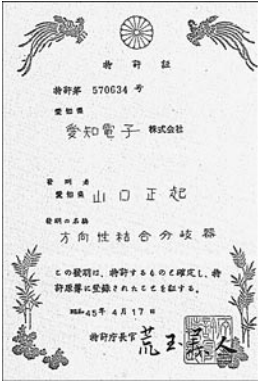 特許証
特許第 570634 号
愛知県
愛知電子 株式会社
発明者
愛知県 山口正起
発明の名称
方向性結合分岐器
この発明は、特許するものと確定し、特
許原簿に登録されたことを証する。
昭和45年4月17日
特許庁長官 荒玉義人